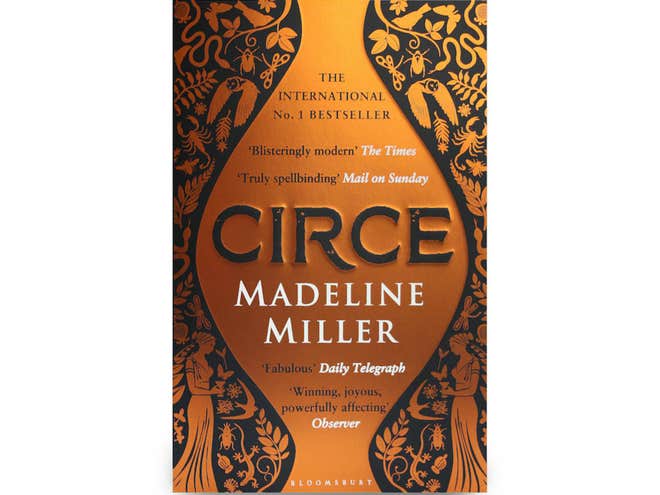 THE
INTERNATIONAL
No. 1 BESTSELLER
'Blisteringly modern' The Times
'Truly spellbinding' Mail on Sunday
CIRCE
MADELINE
MILLER
'Fabulous' Daily Telegraph
'Winning, joyous,
powerfully affecting'
Observer
BLOOMSBURY